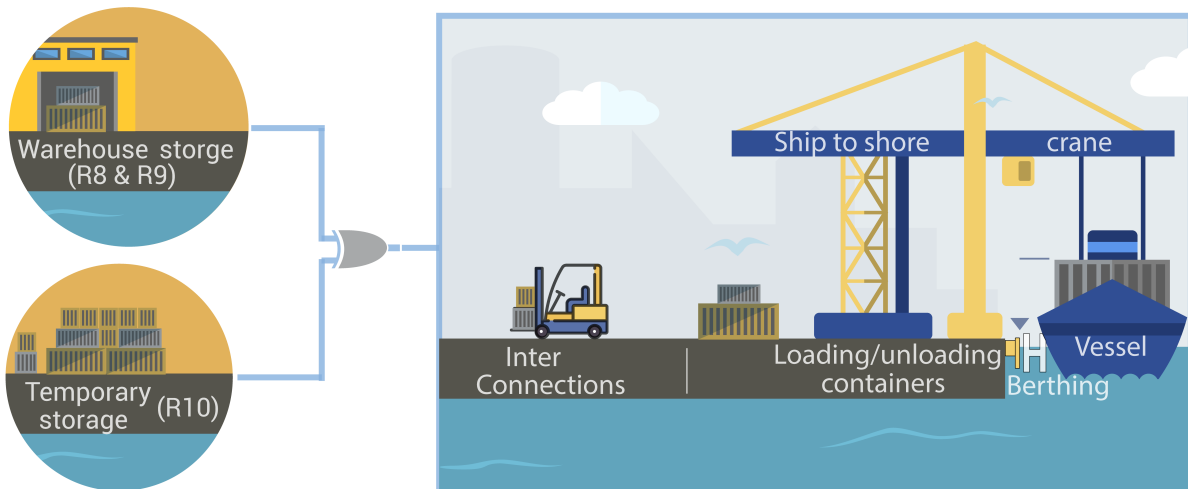 Warehouse storge
(R8 & R9)
Temporary
storage
(R10)
Ship to shore
crane
Inter
Connections
Loading/unloading
containers
Berthing
Vessel